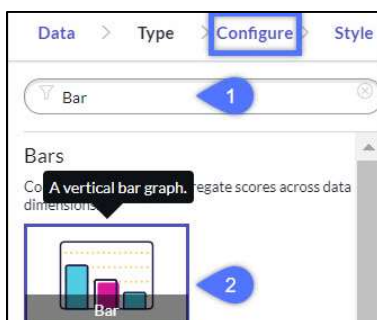 Data > Type > Configure > Style
Bar
1
Bars
Co
A vertical bar graph.
regate scores across data
dimensions
2
Bar